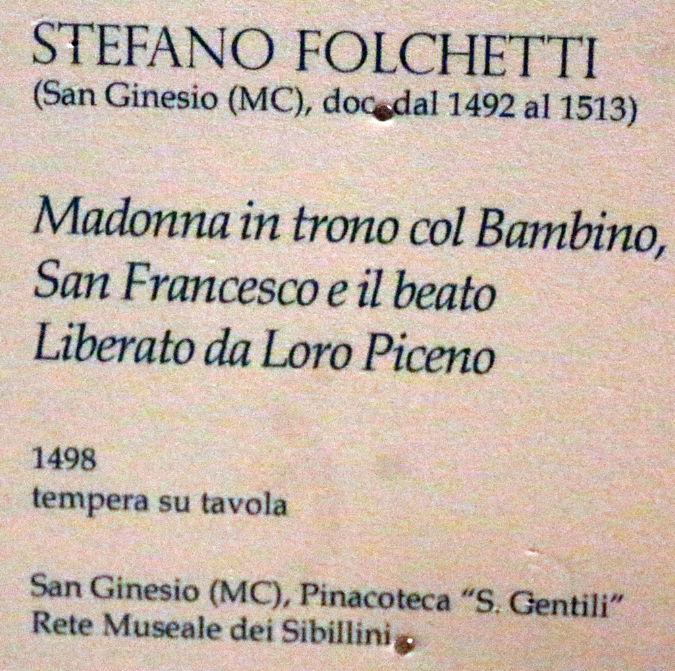 STEFANO FOLCHETTI
(San Ginesio (MC), doc. dal 1492 al 1513)
Madonna in trono col Bambino,
San Francesco e il beato
Liberato da Loro Piceno
1498
tempera su tavola
San Ginesio (MC), Pinacoteca “S. Gentili”
Rete Museale dei Sibillini